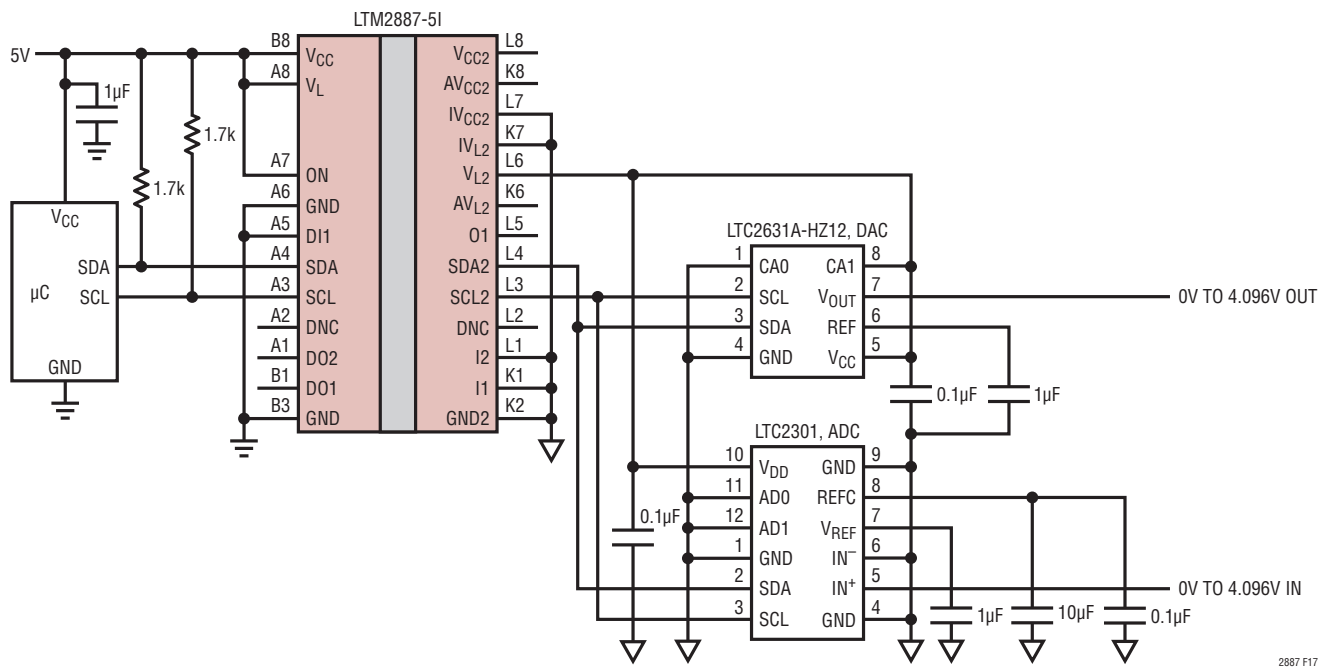 LTM2887-5I
5V
1µF
1.7k
1.7k
B8 VCC
A8 VL
A7 ON
A6 GND
A5 DI1
A4 SDA
A3 SCL
A2 DNC
A1 DO2
B1 DO1
B3 GND
VCC2 L8
AVCC2 K8
IVCC2 L7
IVL2 K7
VL2 L6
AVL2 K6
O1 L5
SDA2 L4
SCL2 L3
DNC L2
I2 L1
I1 K1
GND2 K2
VCC
SDA
µC
SCL
GND
LTC2631A-HZ12, DAC
1 CA0 CA1 8
2 SCL VOUT 7
3 SDA REF 6
4 GND VCC 5
0V TO 4.096V OUT
0.1µF
1µF
LTC2301, ADC
10 VDD GND 9
11 AD0 REFC 8
12 AD1 VREF 7
1 GND IN– 6
2 SDA IN+ 5
3 SCL GND 4
0.1µF
0V TO 4.096V IN
1µF
10µF
0.1µF
2887 F17